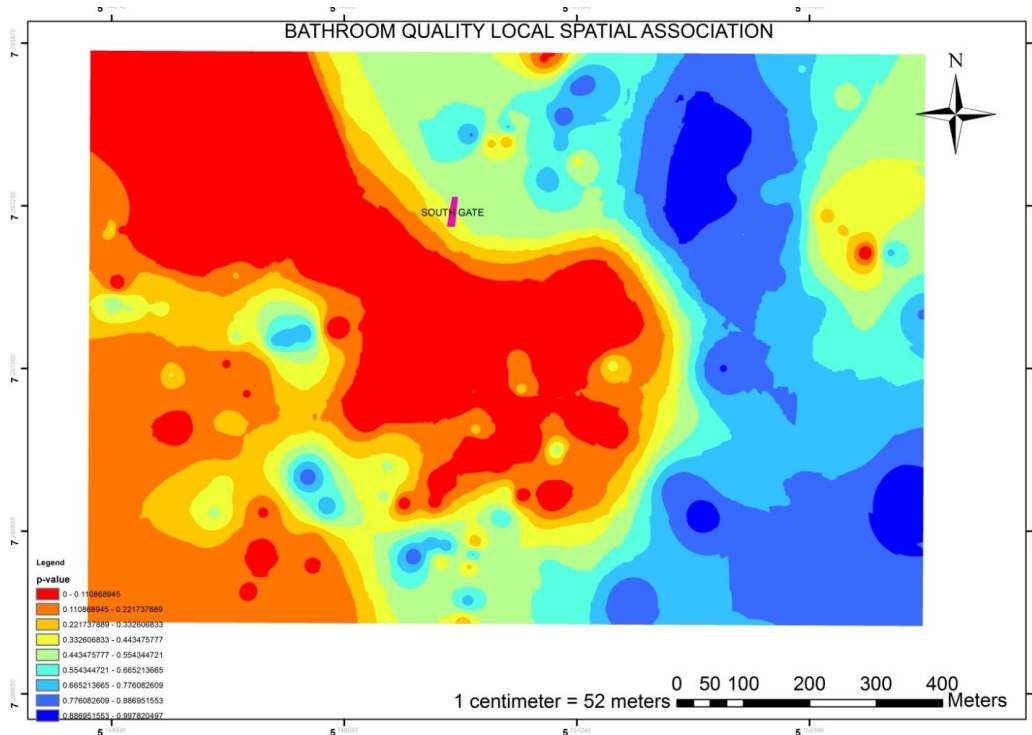 BATHROOM QUALITY LOCAL SPATIAL ASSOCIATION
N
SOUTH GATE
Legend
p-value
0 - 0.110868945
0.110868945 - 0.221737889
0.221737889 - 0.332606833
0.332606833 - 0.443475777
0.443475777 - 0.554344721
0.554344721 - 0.665213665
0.665213665 - 0.776082609
0.776082609 - 0.886951553
0.886951553 - 0.997820497
1 centimeter = 52 meters
0 50 100 200 300 400
Meters